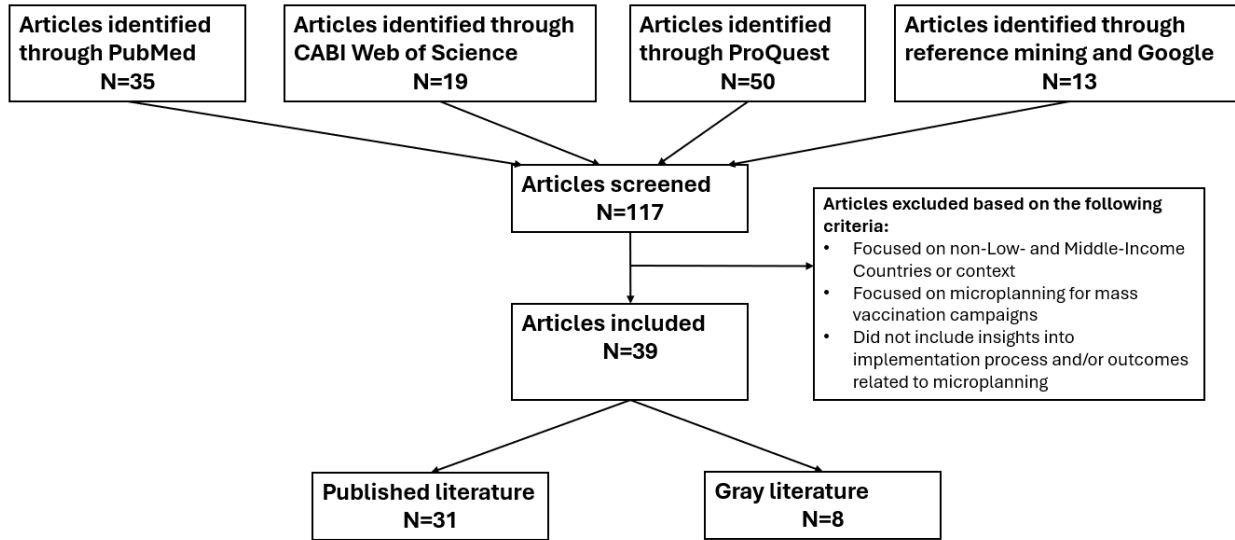 Articles identified
through PubMed
N=35
Articles identified through
CABI Web of Science
N=19
Articles identified
through ProQuest
N=50
Articles identified through
reference mining and Google
N=13
Articles screened
N=117
Articles excluded based on the following
criteria:
• Focused on non-Low- and Middle-Income
Countries or context
• Focused on microplanning for mass
vaccination campaigns
• Did not include insights into
implementation process and/or outcomes
related to microplanning
Articles included
N=39
Published literature
N=31
Gray literature
N=8